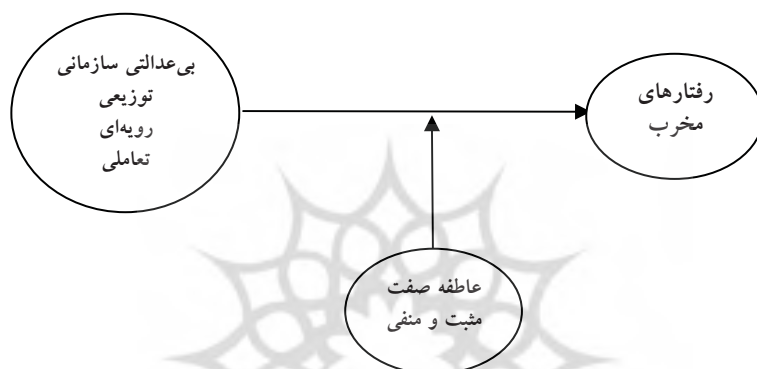 بی‌عدالتی سازمانی
توزیعی
رویه‌ای
تعاملی
رفتارهای
مخرب
عاطفه صفت
مثبت و منفی